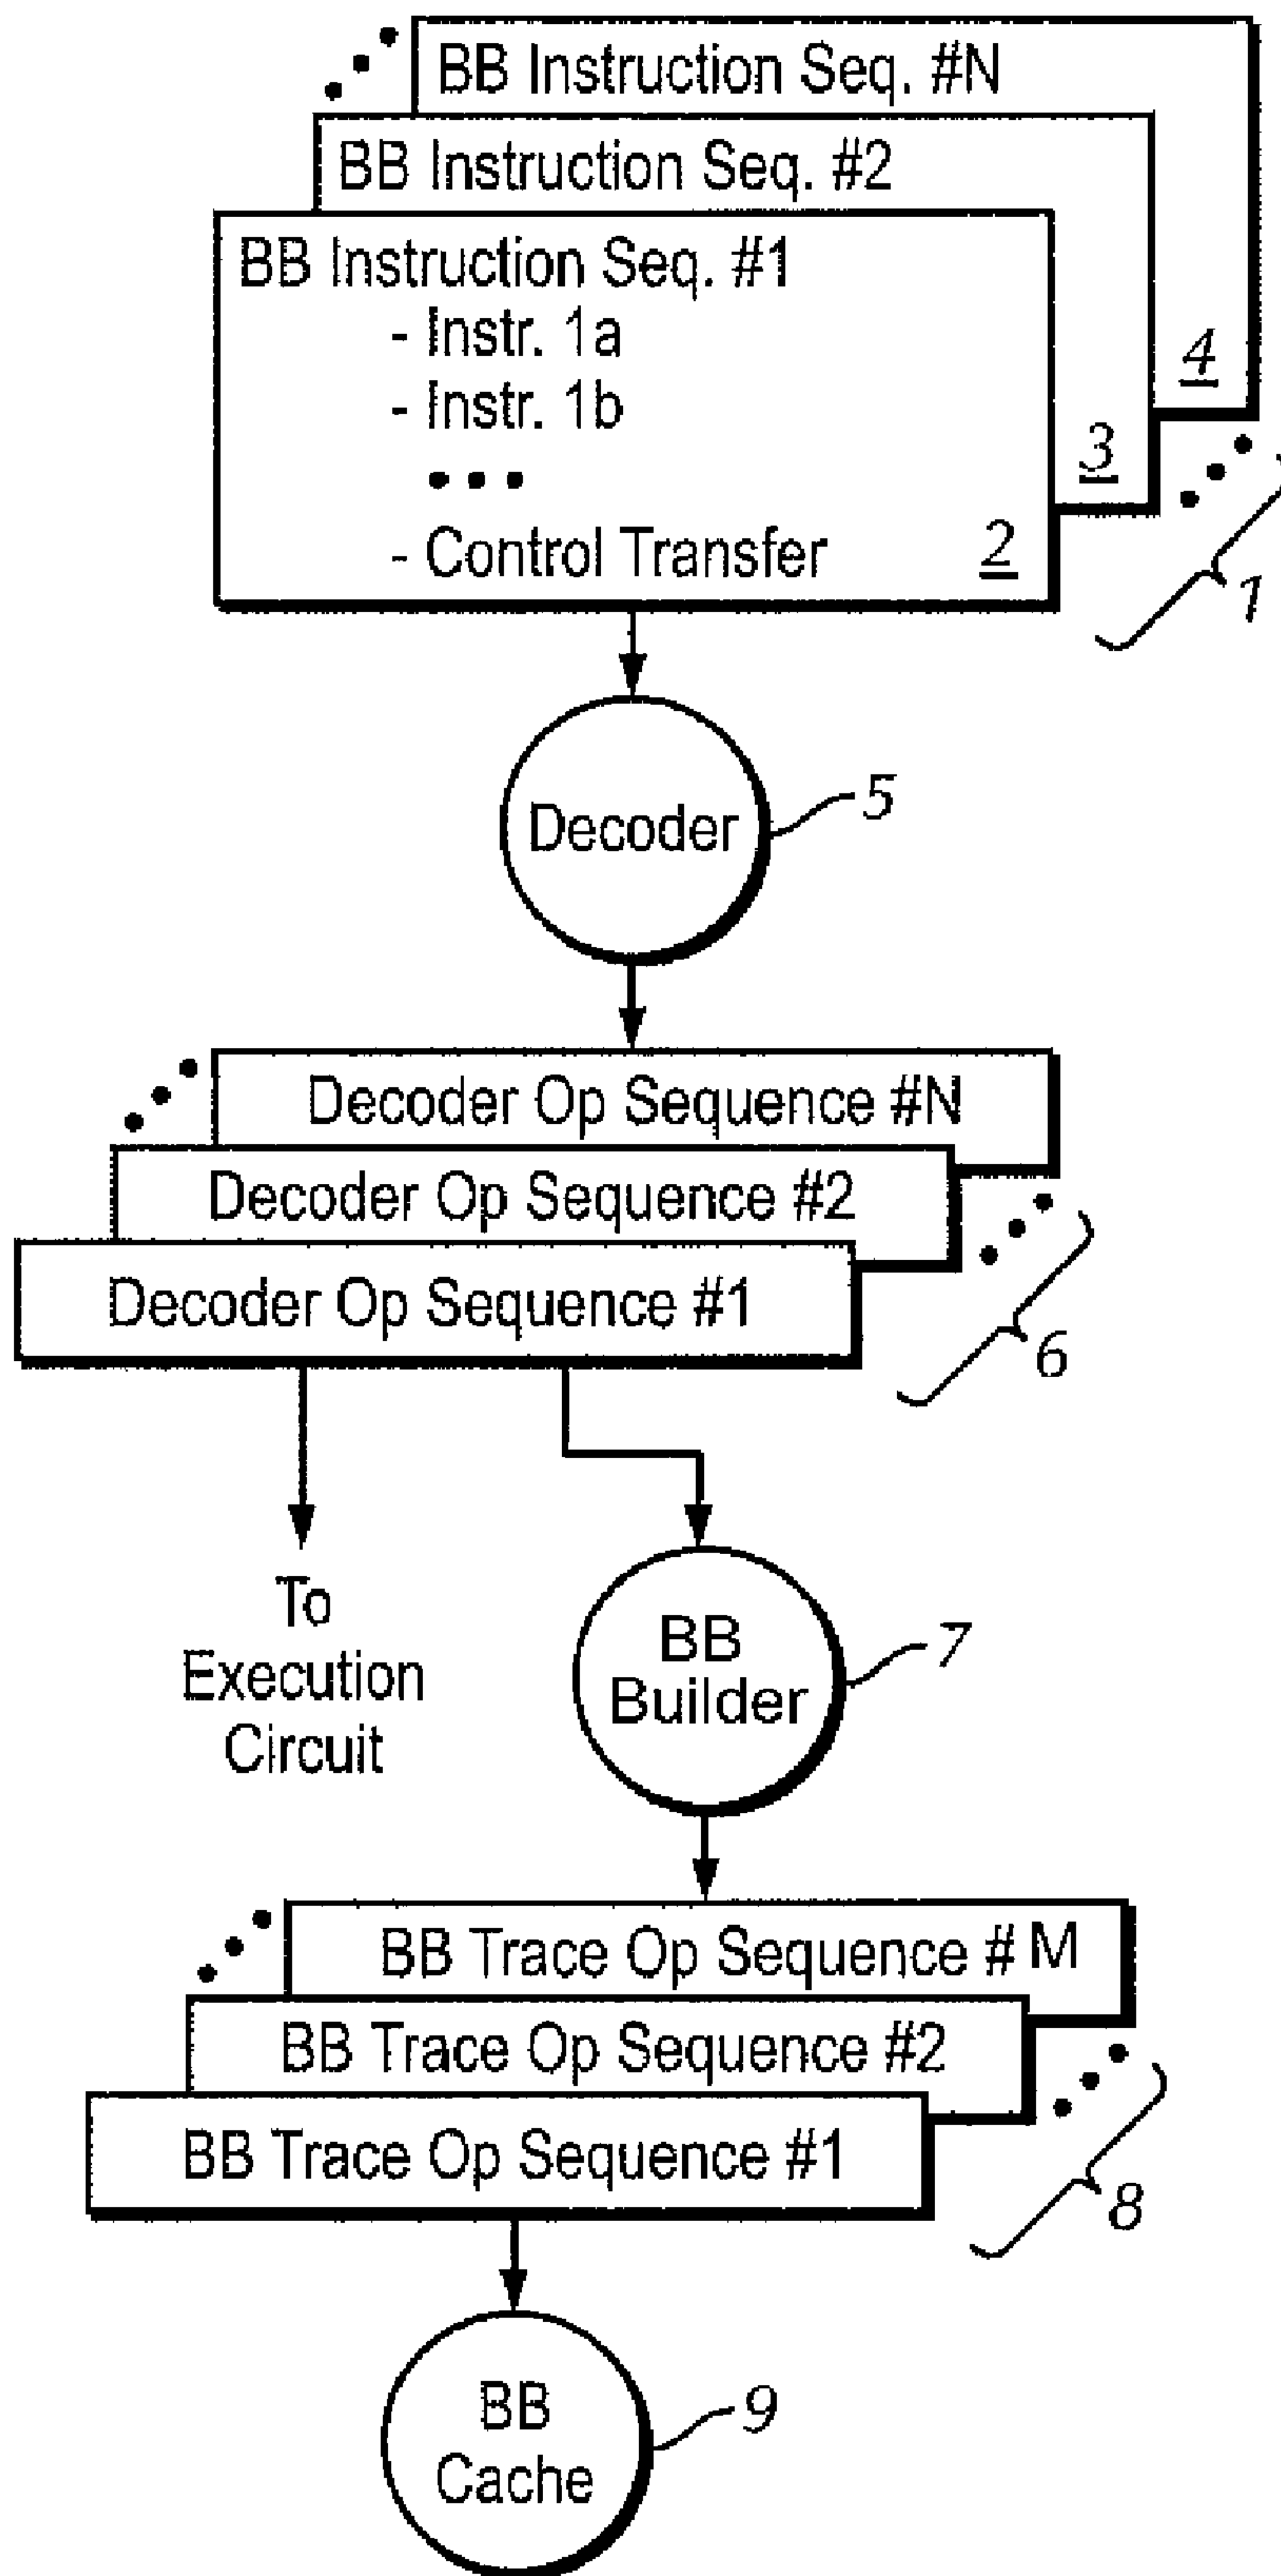 BB Instruction Seq. #N
BB Instruction Seq. #2
BB Instruction Seq. #1
- Instr. 1a
- Instr. 1b
• • •
- Control Transfer
2
3
4
1
Decoder
5
Decoder Op Sequence #N
Decoder Op Sequence #2
Decoder Op Sequence #1
6
To
Execution
Circuit
BB
Builder
7
BB Trace Op Sequence # M
BB Trace Op Sequence #2
BB Trace Op Sequence #1
8
BB
Cache
9